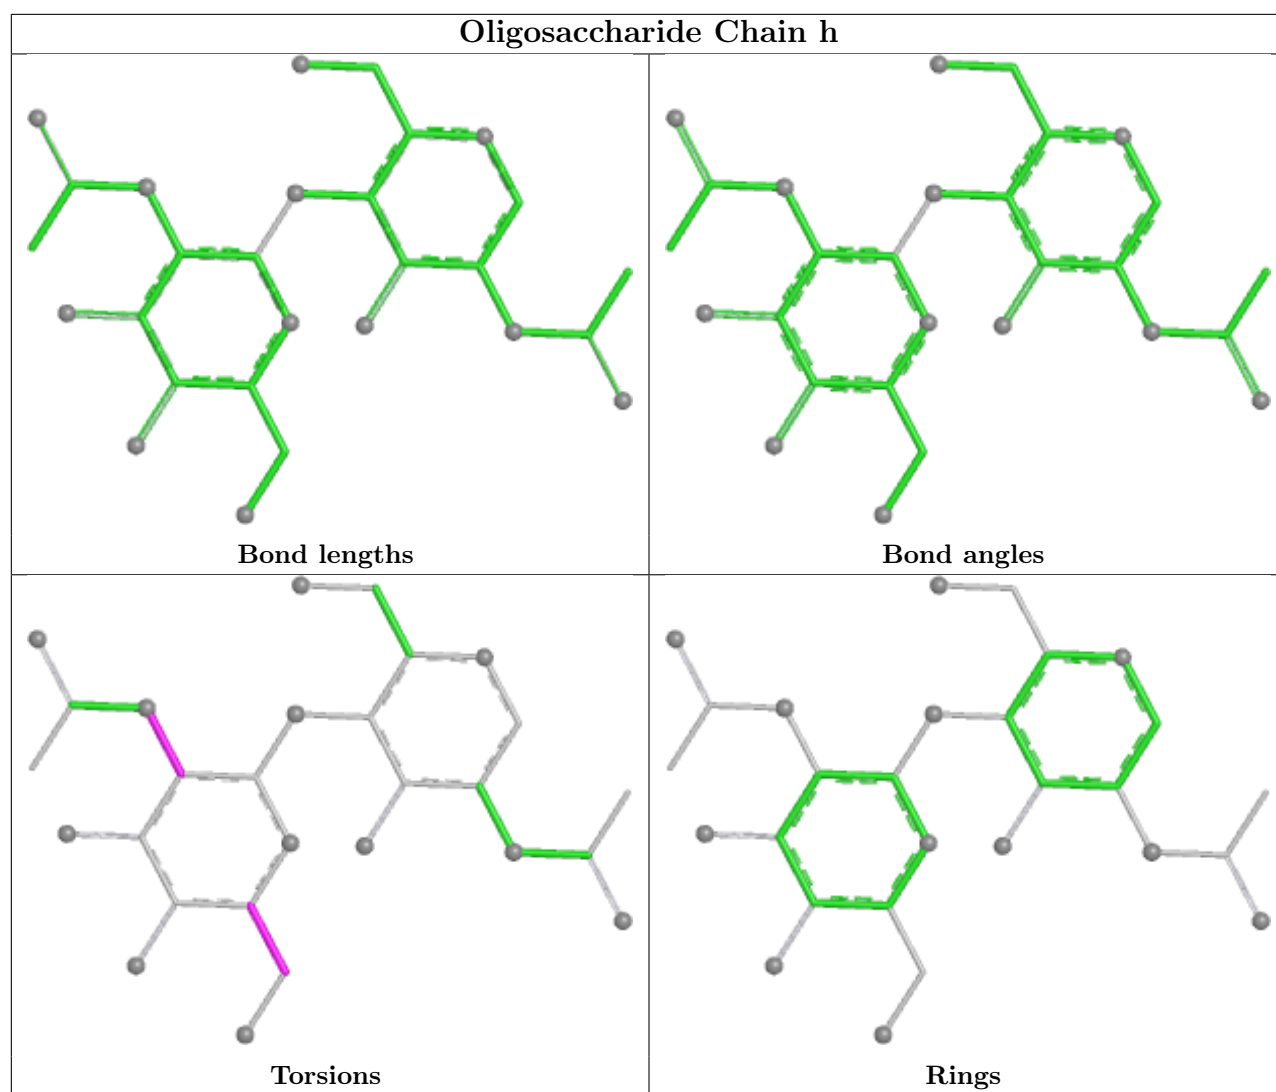 Oligosaccharide Chain h
Bond lengths
Bond angles
Torsions
Rings